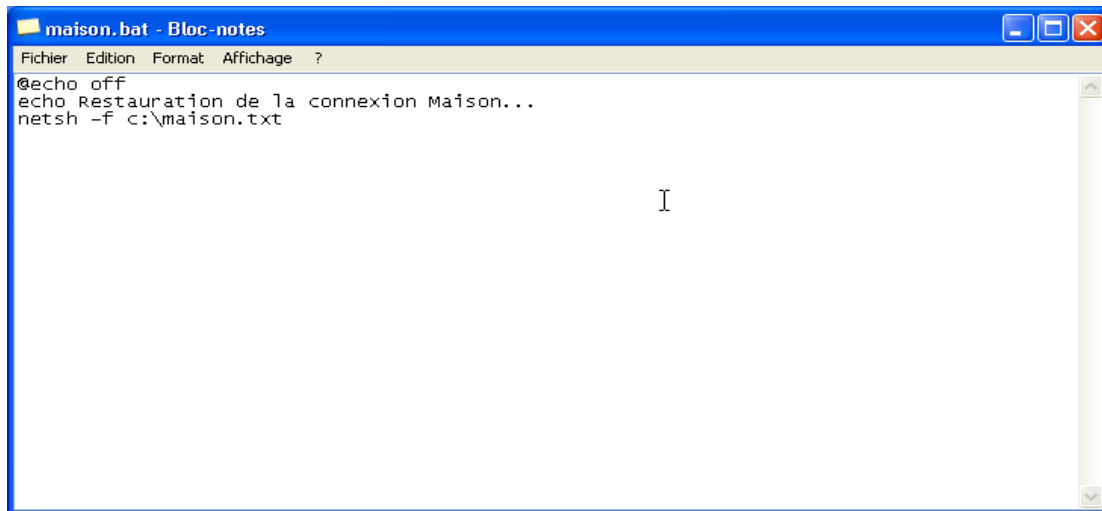 maison.bat - Bloc-notes
Fichier Edition Format Affichage ?
@echo off
echo Restauration de la connexion Maison...
netsh -f c:\maison.txt